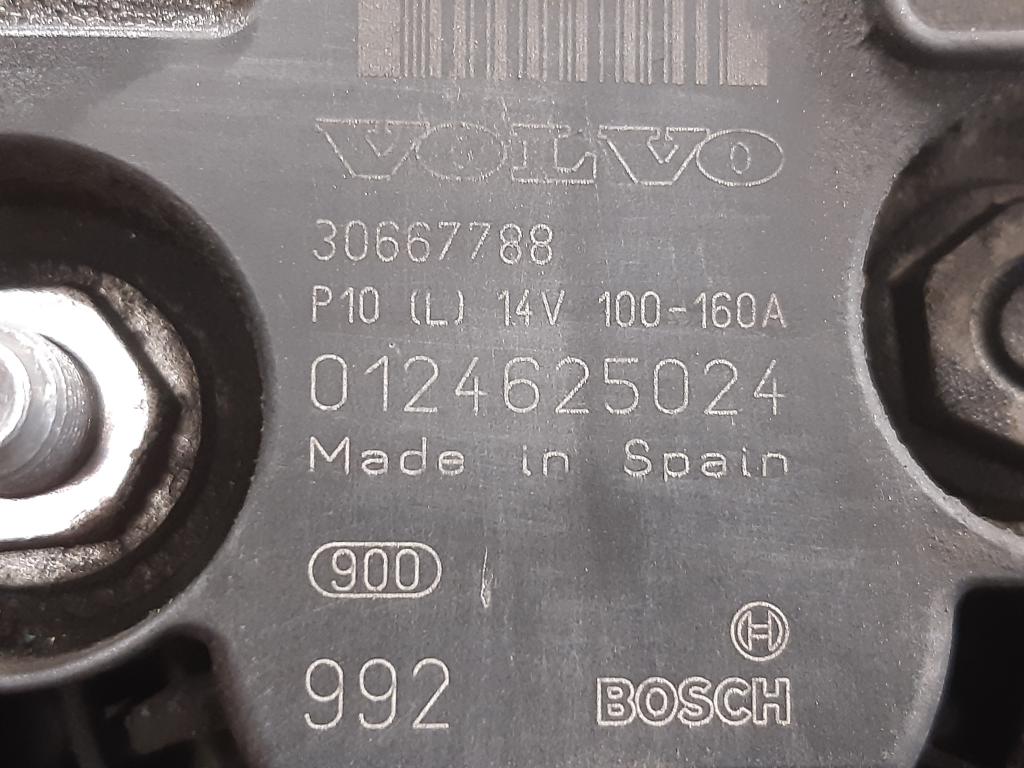 VOLVO
30667788
P10 (L) 14V 100-160A
0124625024
Made in Spain
900
992
BOSCH